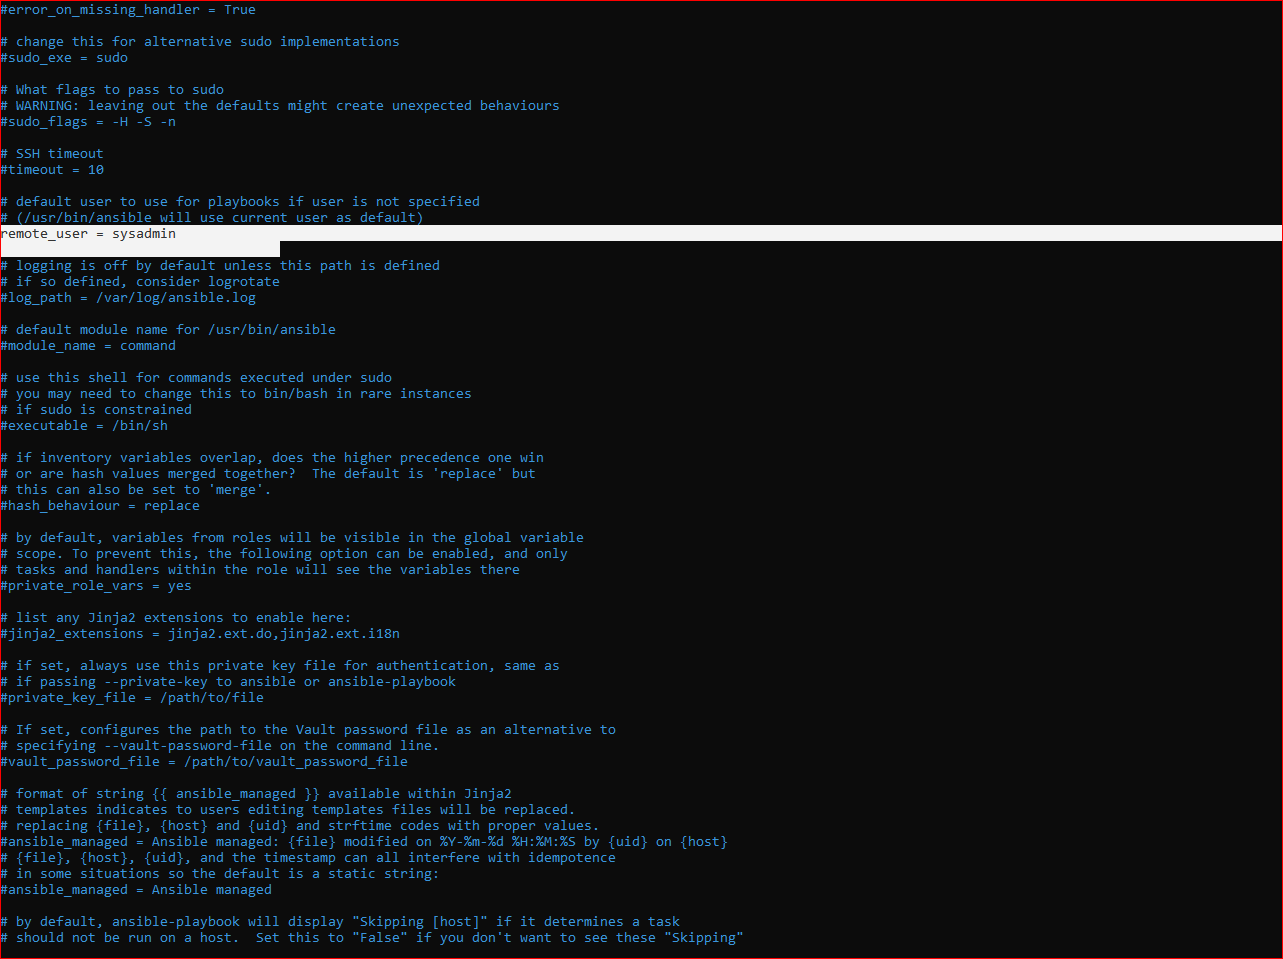 #error_on_missing_handler = True
# change this for alternative sudo implementations
#sudo_exe = sudo
# What flags to pass to sudo
# WARNING: leaving out the defaults might create unexpected behaviours
#sudo_flags = -H -S -n
# SSH timeout
#timeout = 10
# default user to use for playbooks if user is not specified
# (/usr/bin/ansible will use current user as default)
remote_user = sysadmin
# logging is off by default unless this path is defined
# if so defined, consider logrotate
#log_path = /var/log/ansible.log
# default module name for /usr/bin/ansible
#module_name = command
# use this shell for commands executed under sudo
# you may need to change this to bin/bash in rare instances
# if sudo is constrained
#executable = /bin/sh
# if inventory variables overlap, does the higher precedence one win
# or are hash values merged together?  The default is 'replace' but
# this can also be set to 'merge'.
#hash_behaviour = replace
# by default, variables from roles will be visible in the global variable
# scope. To prevent this, the following option can be enabled, and only
# tasks and handlers within the role will see the variables there
#private_role_vars = yes
# list any Jinja2 extensions to enable here:
#jinja2_extensions = jinja2.ext.do,jinja2.ext.i18n
# if set, always use this private key file for authentication, same as
# if passing --private-key to ansible or ansible-playbook
#private_key_file = /path/to/file
# If set, configures the path to the Vault password file as an alternative to
# specifying --vault-password-file on the command line.
#vault_password_file = /path/to/vault_password_file
# format of string {{ ansible_managed }} available within Jinja2
# templates indicates to users editing templates files will be replaced.
# replacing {file}, {host} and {uid} and strftime codes with proper values.
#ansible_managed = Ansible managed: {file} modified on %Y-%m-%d %H:%M:%S by {uid} on {host}
# {file}, {host}, {uid}, and the timestamp can all interfere with idempotence
# in some situations so the default is a static string:
#ansible_managed = Ansible managed
# by default, ansible-playbook will display "Skipping [host]" if it determines a task
# should not be run on a host.  Set this to "False" if you don't want to see these "Skipping"